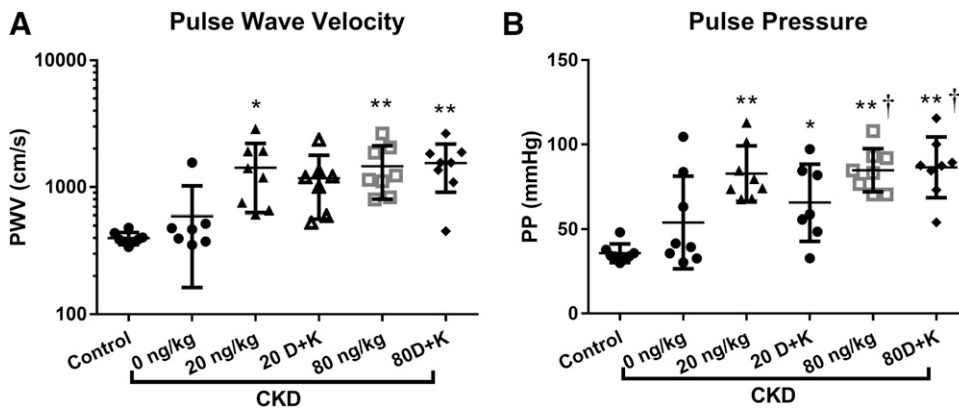 A
Pulse Wave Velocity
PWV (cm/s)
10000
1000
100
*
**
**
Control
0 ng/kg
20 ng/kg
20 D+K
80 ng/kg
80D+K
CKD
B
Pulse Pressure
PP (mmHg)
150
100
50
0
**
*
**†
**†
Control
0 ng/kg
20 ng/kg
20 D+K
80 ng/kg
80D+K
CKD